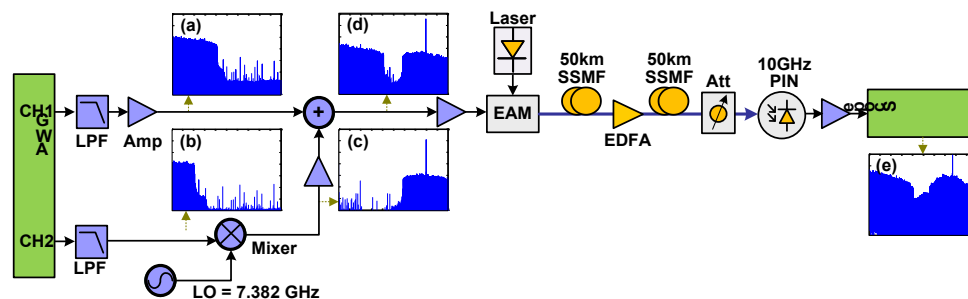 (a)
(d)
Laser
50km
SSMF
50km
SSMF
Att
10GHz
PIN
CH1
AWG
LPF
Amp
EAM
EDFA
Scope
(b)
(c)
(e)
CH2
LPF
Mixer
LO = 7.382 GHz